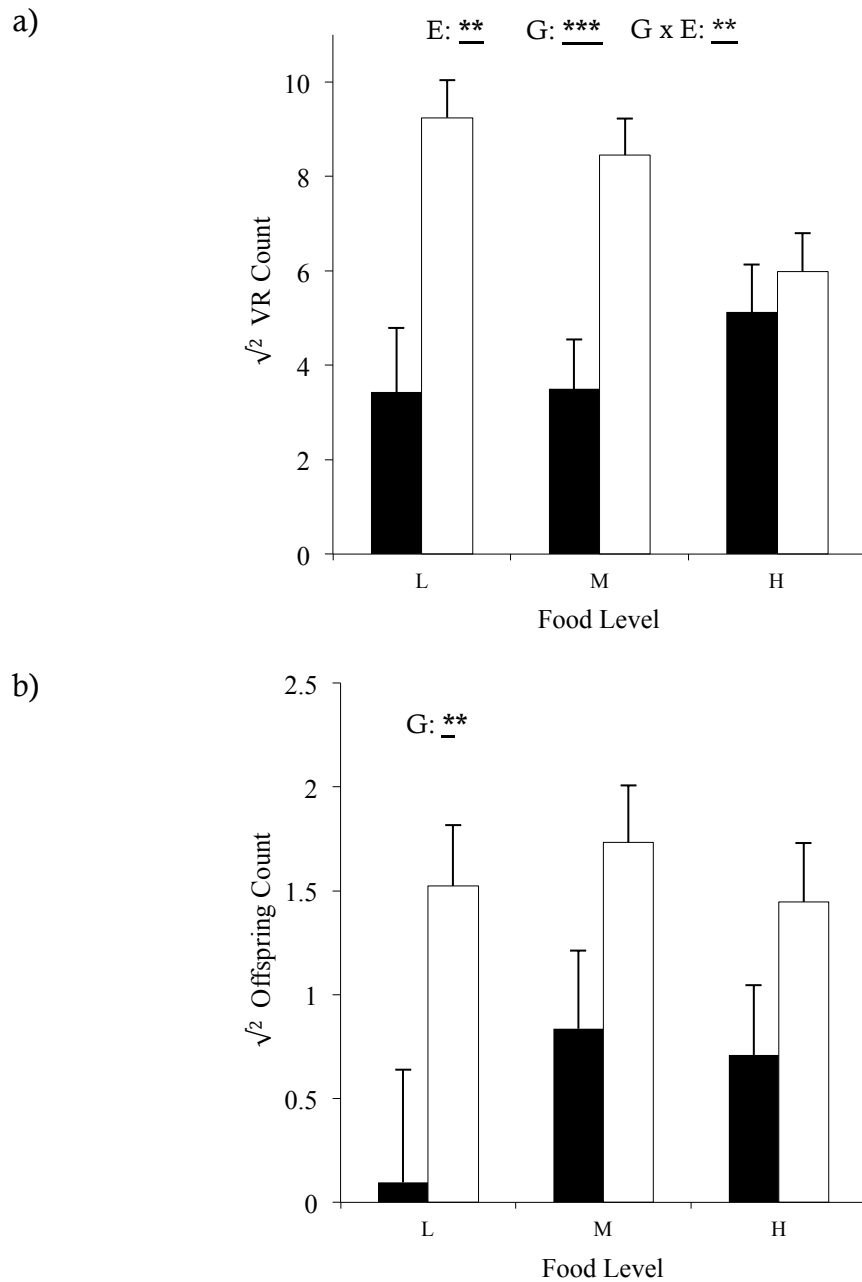 a)
E: ** G: *** G x E: **
10
8
6
4
2
0
√² VR Count
L M H
Food Level
b)
G: **
2.5
2
1.5
1
0.5
0
√² Offspring Count
L M H
Food Level